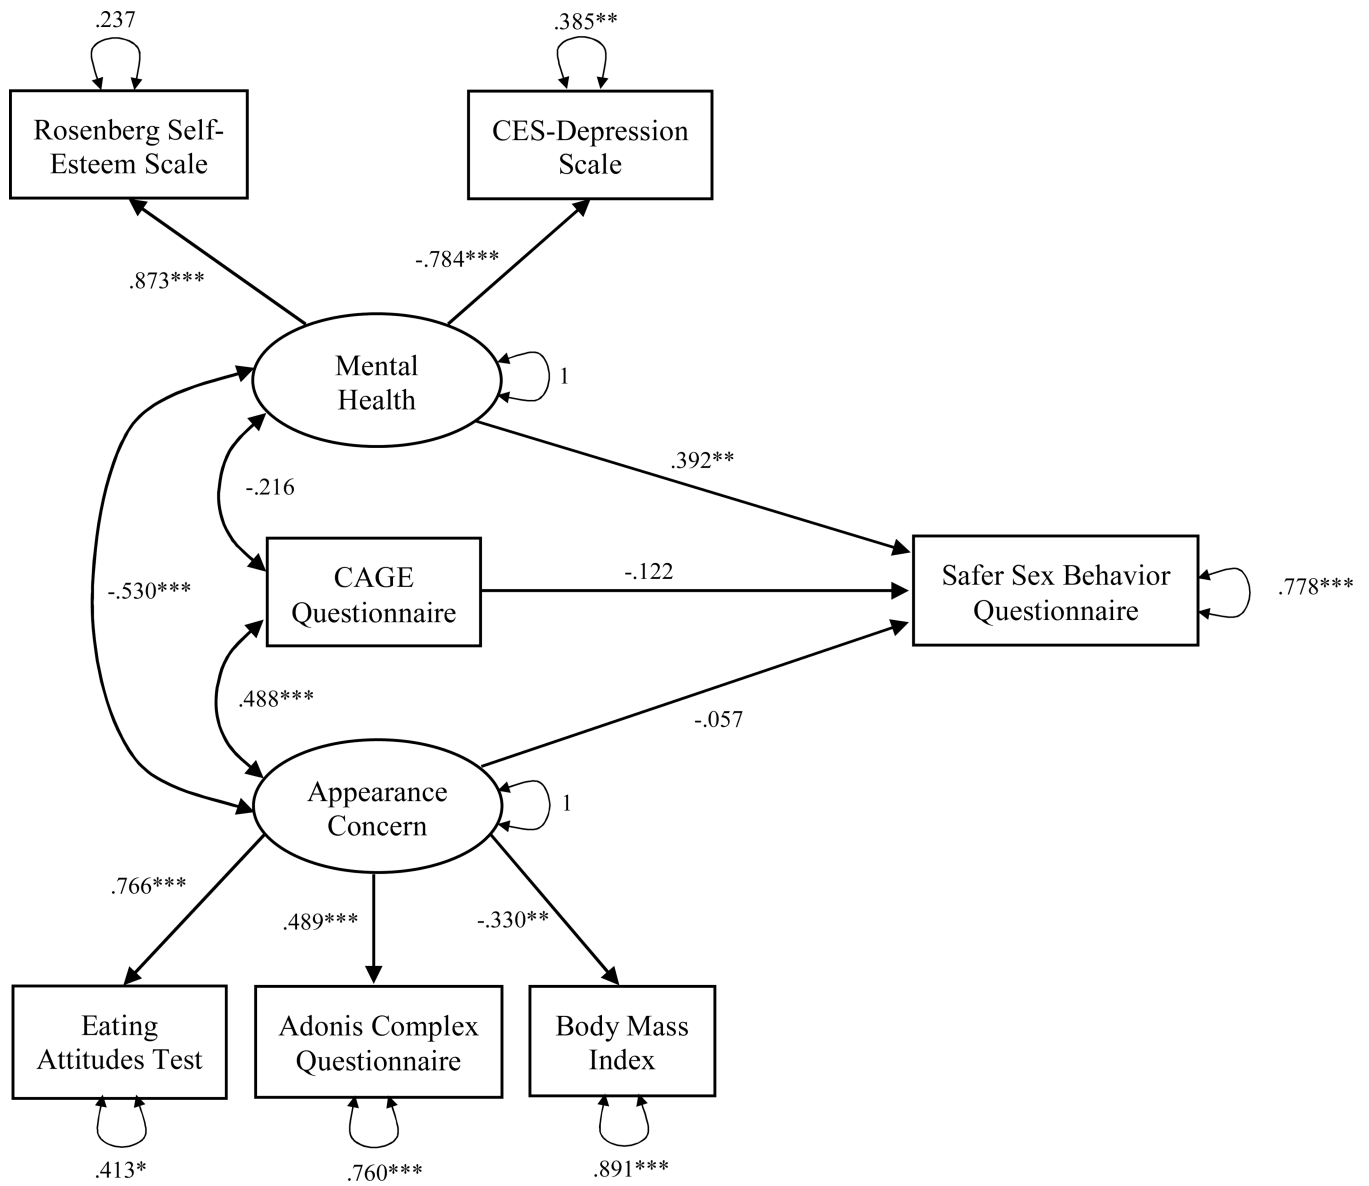 .237
.385**
Rosenberg Self-
Esteem Scale
CES-Depression
Scale
.873***
-.784***
Mental
Health
1
.392**
-.216
CAGE
Questionnaire
-.122
Safer Sex Behavior
Questionnaire
.778***
-.530***
.488***
-.057
Appearance
Concern
1
.766***
.489***
-.330**
Eating
Attitudes Test
Adonis Complex
Questionnaire
Body Mass
Index
.413*
.760***
.891***